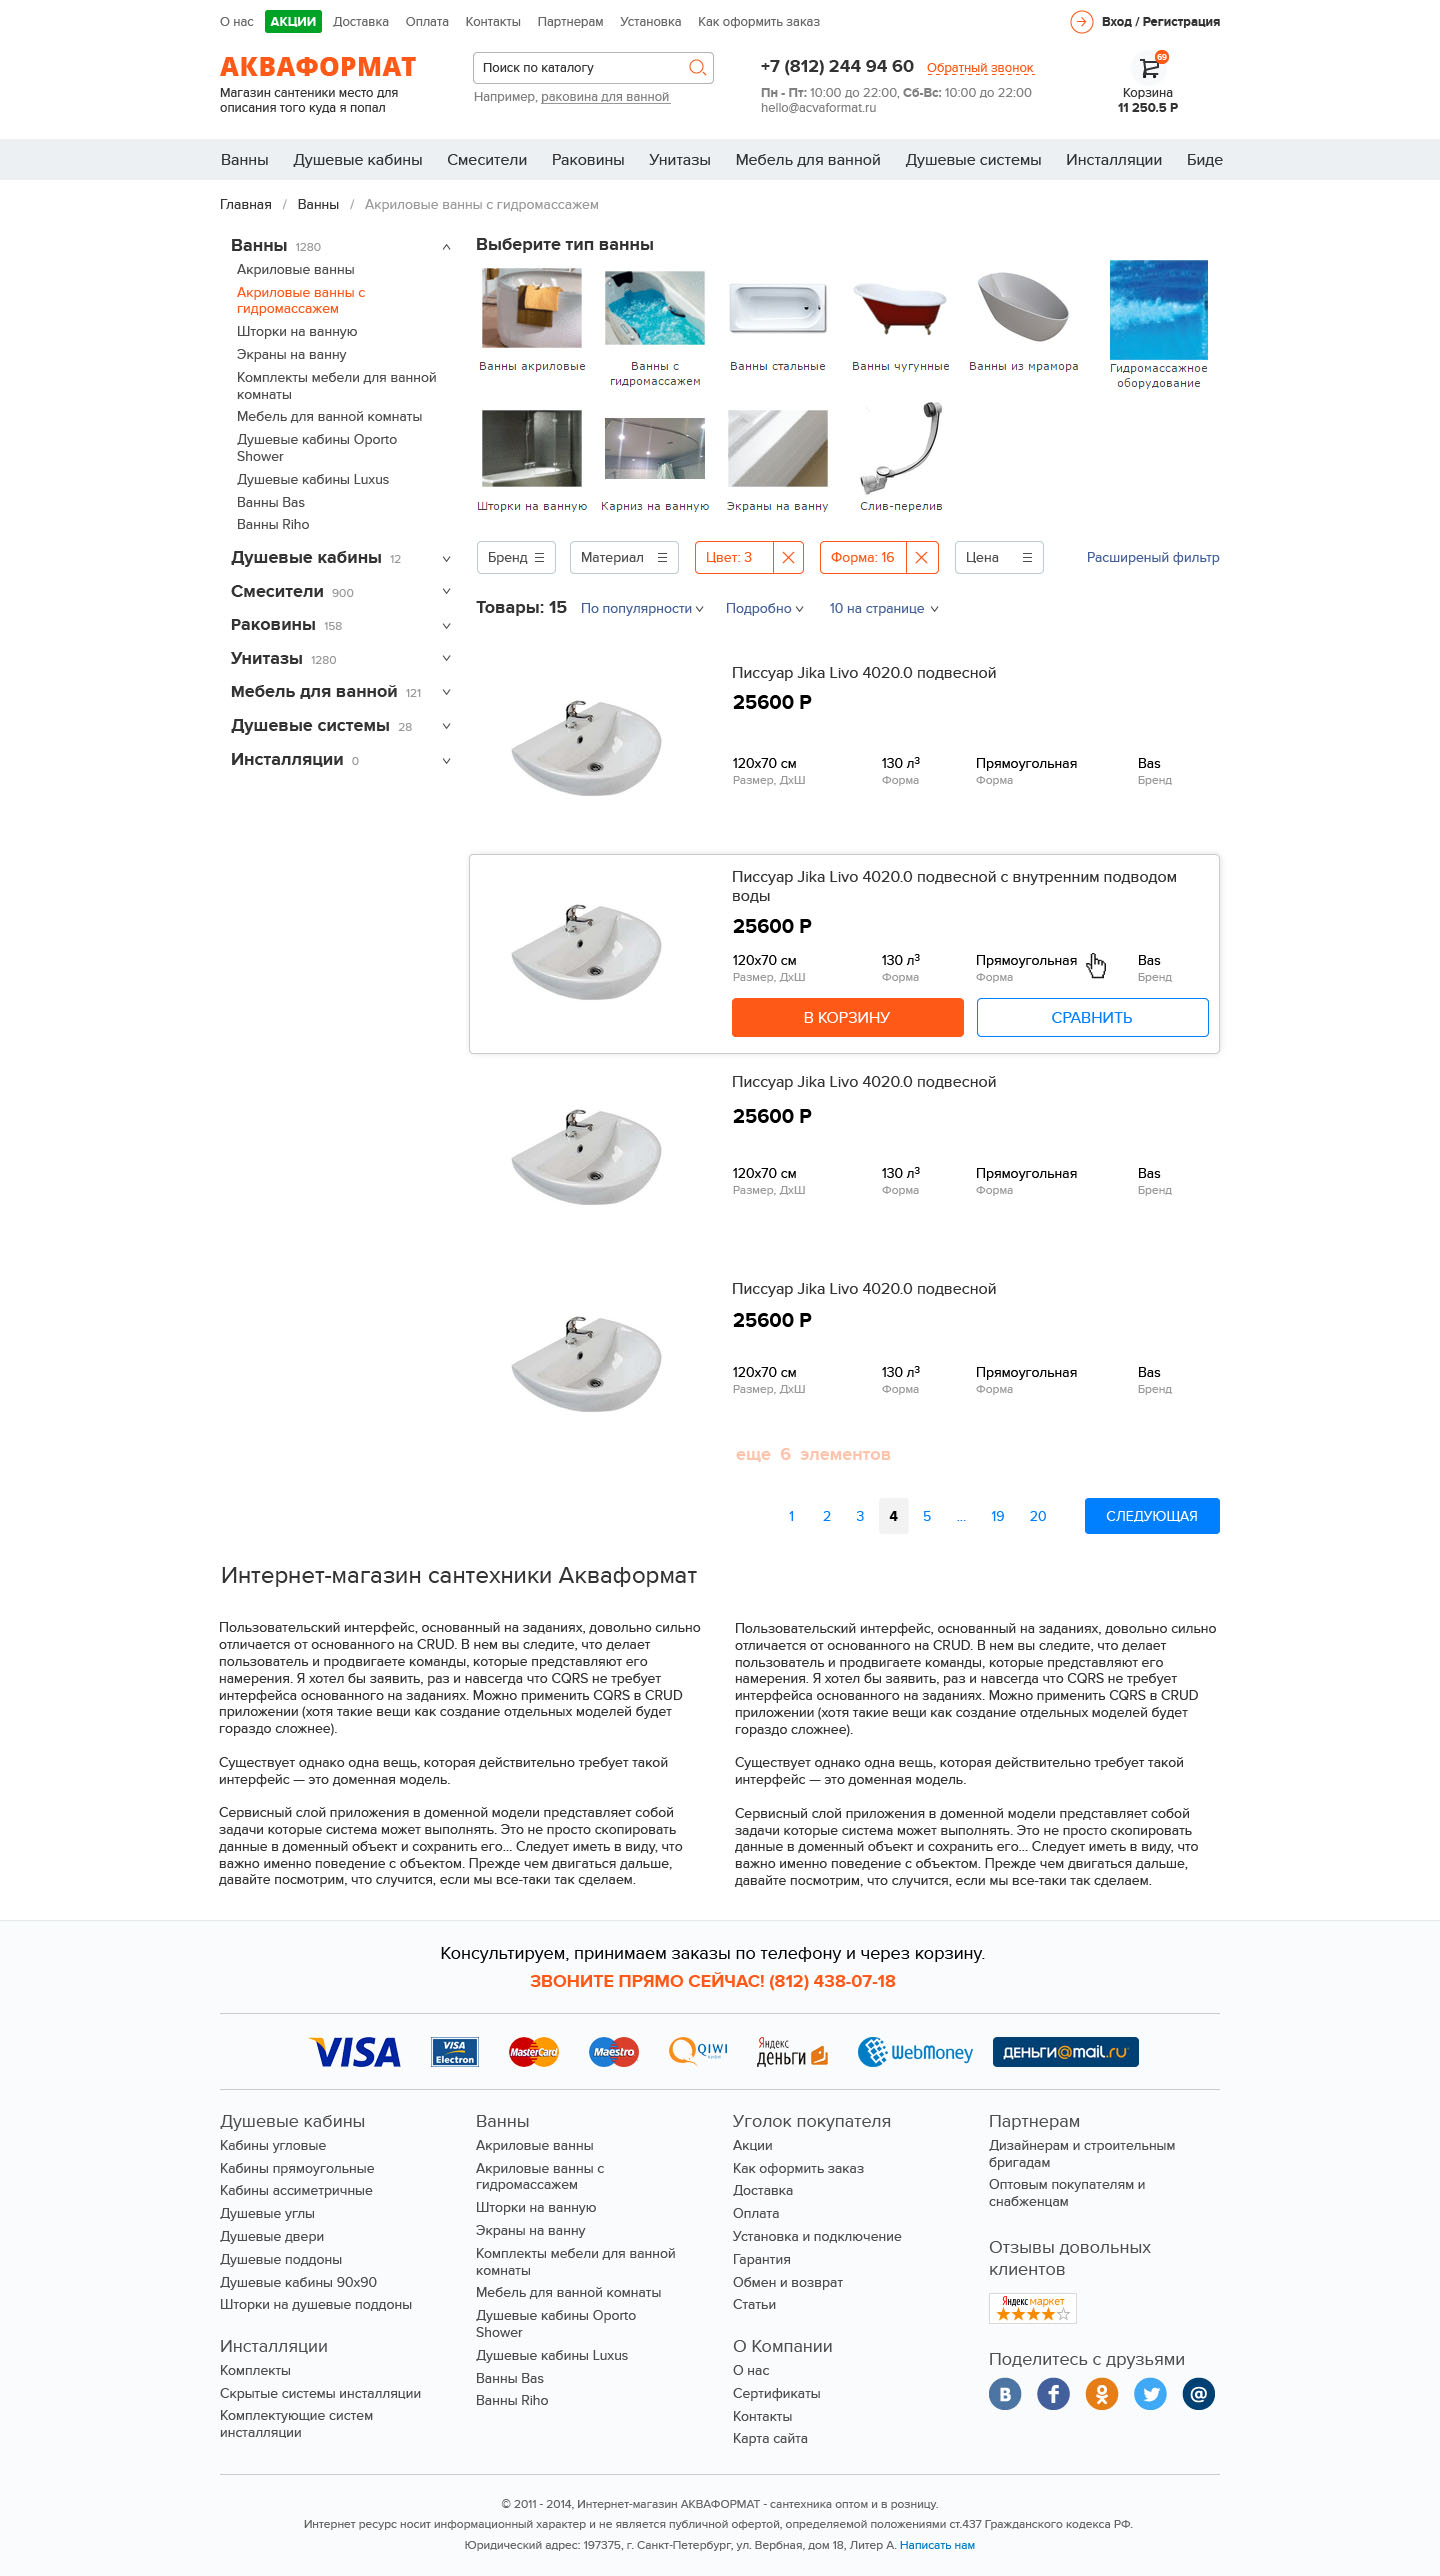 О нас АКЦИИ Доставка Оплата Контакты Партнерам Установка Как оформить заказ Вход / Регистрация
АКВАФОРМАТ
Магазин сантеники место для
описания того куда я попал
Поиск по каталогу
Например, раковина для ванной
+7 (812) 244 94 60 Обратный звонок
Пн - Пт: 10:00 до 22:00, Сб-Вс: 10:00 до 22:00
hello@acvaformat.ru
69
Корзина
11 250.5 Р
Ванны Душевые кабины Смесители Раковины Унитазы Мебель для ванной Душевые системы Инсталляции Биде
Главная / Ванны / Акриловые ванны с гидромассажем
Ванны 1280
Акриловые ванны
Акриловые ванны с
гидромассажем
Шторки на ванную
Экраны на ванну
Комплекты мебели для ванной
комнаты
Мебель для ванной комнаты
Душевые кабины Oporto
Shower
Душевые кабины Luxus
Ванны Bas
Ванны Riho
Душевые кабины 12
Смесители 900
Раковины 158
Унитазы 1280
Мебель для ванной 121
Душевые системы 28
Инсталляции 0
Выберите тип ванны
Ванны акриловые
Ванны с
гидромассажем
Ванны стальные
Ванны чугунные
Ванны из мрамора
Гидромассажное
оборудование
Шторки на ванную
Карниз на ванную
Экраны на ванну
Слив-перелив
Бренд Материал Цвет: 3 Форма: 16 Цена Расширеный фильтр
Товары: 15 По популярности Подробно 10 на странице
Писсуар Jika Livo 4020.0 подвесной
25600 Р
120х70 см 130 л³ Прямоугольная Bas
Размер, ДхШ Форма Форма Бренд
Писсуар Jika Livo 4020.0 подвесной с внутренним подводом
воды
25600 Р
120х70 см 130 л³ Прямоугольная Bas
Размер, ДхШ Форма Форма Бренд
В КОРЗИНУ СРАВНИТЬ
Писсуар Jika Livo 4020.0 подвесной
25600 Р
120х70 см 130 л³ Прямоугольная Bas
Размер, ДхШ Форма Форма Бренд
Писсуар Jika Livo 4020.0 подвесной
25600 Р
120х70 см 130 л³ Прямоугольная Bas
Размер, ДхШ Форма Форма Бренд
еще 6 элементов
1 2 3 4 5 ... 19 20 СЛЕДУЮЩАЯ
Интернет-магазин сантехники Акваформат
Пользовательский интерфейс, основанный на заданиях, довольно сильно
отличается от основанного на CRUD. В нем вы следите, что делает
пользователь и продвигаете команды, которые представляют его
намерения. Я хотел бы заявить, раз и навсегда что CQRS не требует
интерфейса основанного на заданиях. Можно применить CQRS в CRUD
приложении (хотя такие вещи как создание отдельных моделей будет
гораздо сложнее).
Существует однако одна вещь, которая действительно требует такой
интерфейс — это доменная модель.
Сервисный слой приложения в доменной модели представляет собой
задачи которые система может выполнять. Это не просто скопировать
данные в доменный объект и сохранить его... Следует иметь в виду, что
важно именно поведение с объектом. Прежде чем двигаться дальше,
давайте посмотрим, что случится, если мы все-таки так сделаем.
Пользовательский интерфейс, основанный на заданиях, довольно сильно
отличается от основанного на CRUD. В нем вы следите, что делает
пользователь и продвигаете команды, которые представляют его
намерения. Я хотел бы заявить, раз и навсегда что CQRS не требует
интерфейса основанного на заданиях. Можно применить CQRS в CRUD
приложении (хотя такие вещи как создание отдельных моделей будет
гораздо сложнее).
Существует однако одна вещь, которая действительно требует такой
интерфейс — это доменная модель.
Сервисный слой приложения в доменной модели представляет собой
задачи которые система может выполнять. Это не просто скопировать
данные в доменный объект и сохранить его... Следует иметь в виду, что
важно именно поведение с объектом. Прежде чем двигаться дальше,
давайте посмотрим, что случится, если мы все-таки так сделаем.
Консультируем, принимаем заказы по телефону и через корзину.
ЗВОНИТЕ ПРЯМО СЕЙЧАС! (812) 438-07-18
VISA
VISA
Electron
MasterCard
Maestro
QIWI
Яндекс
деньги
WebMoney
деньги@mail.ru
Душевые кабины
Кабины угловые
Кабины прямоугольные
Кабины ассиметричные
Душевые углы
Душевые двери
Душевые поддоны
Душевые кабины 90х90
Шторки на душевые поддоны
Инсталляции
Комплекты
Скрытые системы инсталляции
Комплектующие систем
инсталляции
Ванны
Акриловые ванны
Акриловые ванны с
гидромассажем
Шторки на ванную
Экраны на ванну
Комплекты мебели для ванной
комнаты
Мебель для ванной комнаты
Душевые кабины Oporto
Shower
Душевые кабины Luxus
Ванны Bas
Ванны Riho
Уголок покупателя
Акции
Как оформить заказ
Доставка
Оплата
Установка и подключение
Гарантия
Обмен и возврат
Статьи
О Компании
О нас
Сертификаты
Контакты
Карта сайта
Партнерам
Дизайнерам и строительным
бригадам
Оптовым покупателям и
снабженцам
Отзывы довольных
клиентов
Яндекс маркет
Поделитесь с друзьями
© 2011 - 2014, Интернет-магазин АКВАФОРМАТ - сантехника оптом и в розницу.
Интернет ресурс носит информационный характер и не является публичной офертой, определяемой положениями ст.437 Гражданского кодекса РФ.
Юридический адрес: 197375, г. Санкт-Петербург, ул. Вербная, дом 18, Литер А. Написать нам